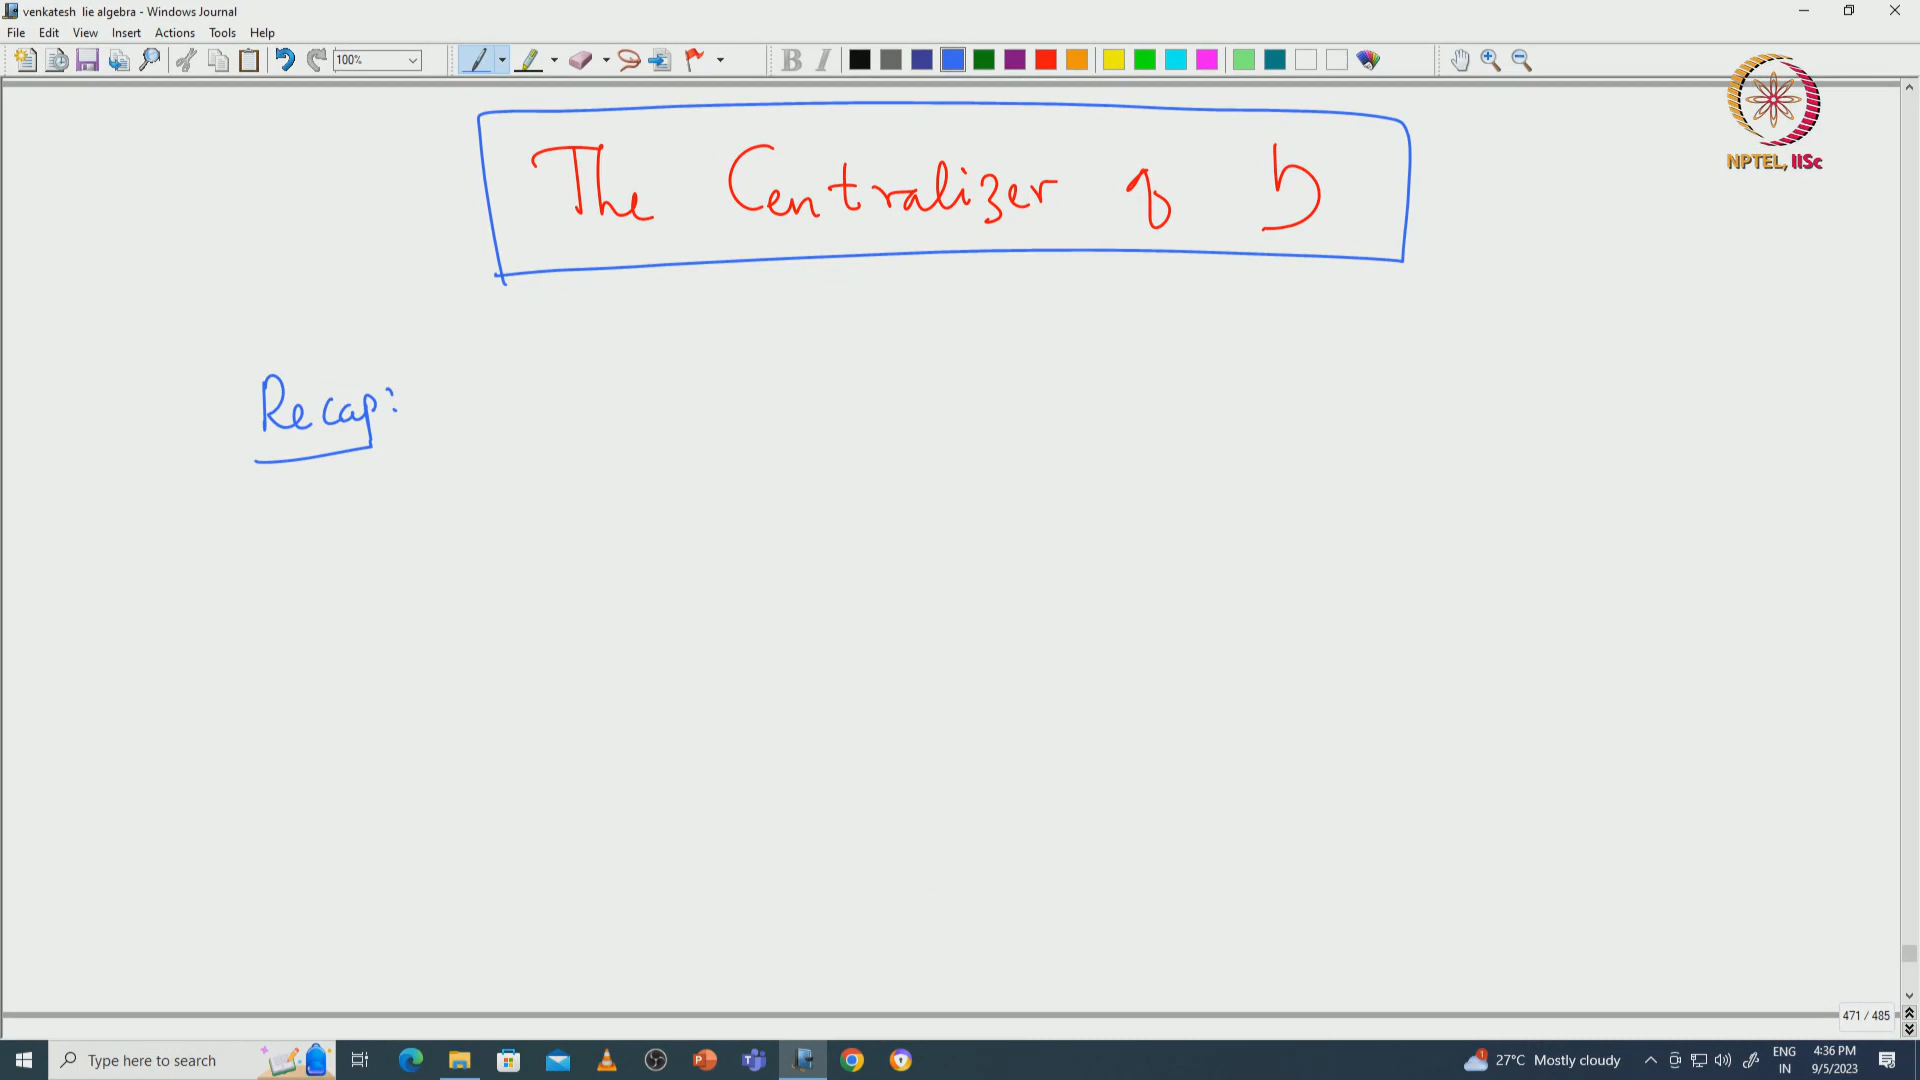 venkatesh lie algebra - Windows Journal
File Edit View Insert Actions Tools Help
100%
B I
NPTEL, IISc
The Centralizer of 𝔥
Recap:
471 / 485
Type here to search
27°C Mostly cloudy
ENG
IN
4:36 PM
9/5/2023